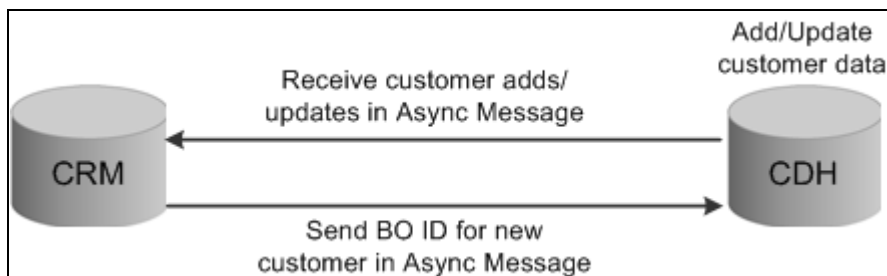 Add/Update
customer data
Receive customer adds/
updates in Async Message
CRM
CDH
Send BO ID for new
customer in Async Message